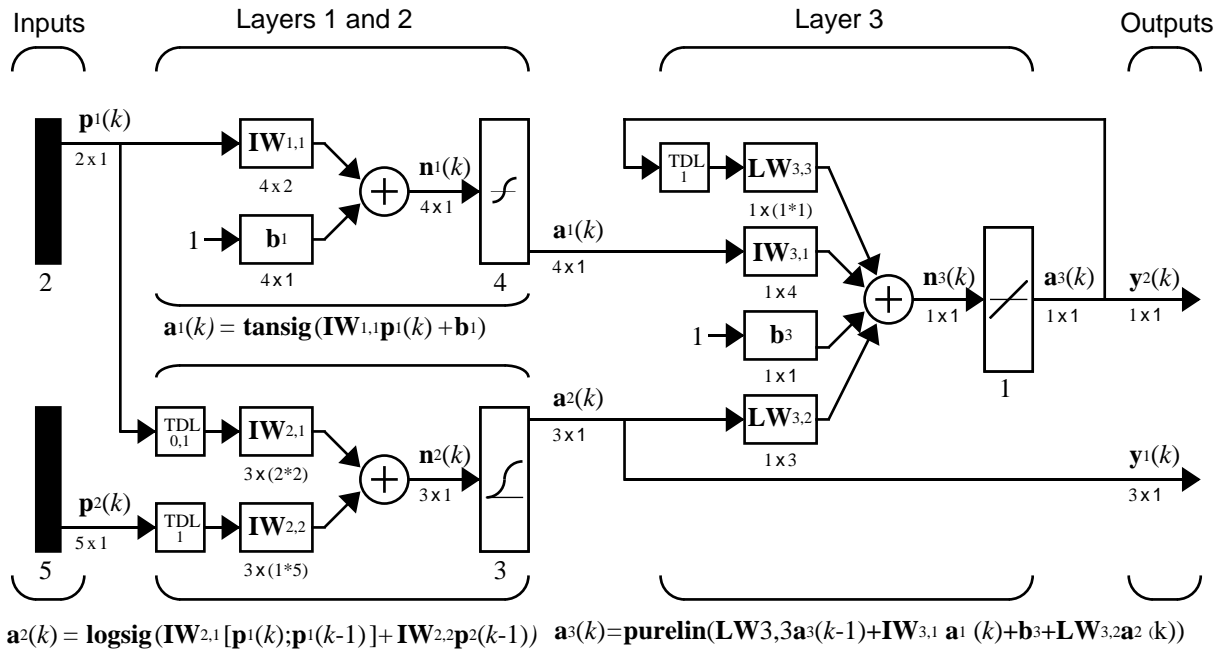 Inputs
Layers 1 and 2
Layer 3
Outputs
p1(k)
2 x 1
2
IW1,1
4 x 2
1
b1
4 x 1
n1(k)
4 x 1
4
a1(k) = tansig(IW1,1p1(k) +b1)
a1(k)
4 x 1
TDL
1
LW3,3
1 x (1*1)
IW3,1
1 x 4
1
b3
1 x 1
LW3,2
1 x 3
n3(k)
1 x 1
1
a3(k)
1 x 1
y2(k)
1 x 1
p2(k)
5 x 1
5
TDL
0,1
IW2,1
3 x (2*2)
TDL
1
IW2,2
3 x (1*5)
n2(k)
3 x 1
3
a2(k)
3 x 1
y1(k)
3 x 1
a2(k) = logsig(IW2,1 [p1(k);p1(k-1)]+ IW2,2p2(k-1))
a3(k)=purelin(LW3,3a3(k-1)+IW3,1 a1 (k)+b3+LW3,2a2 (k))